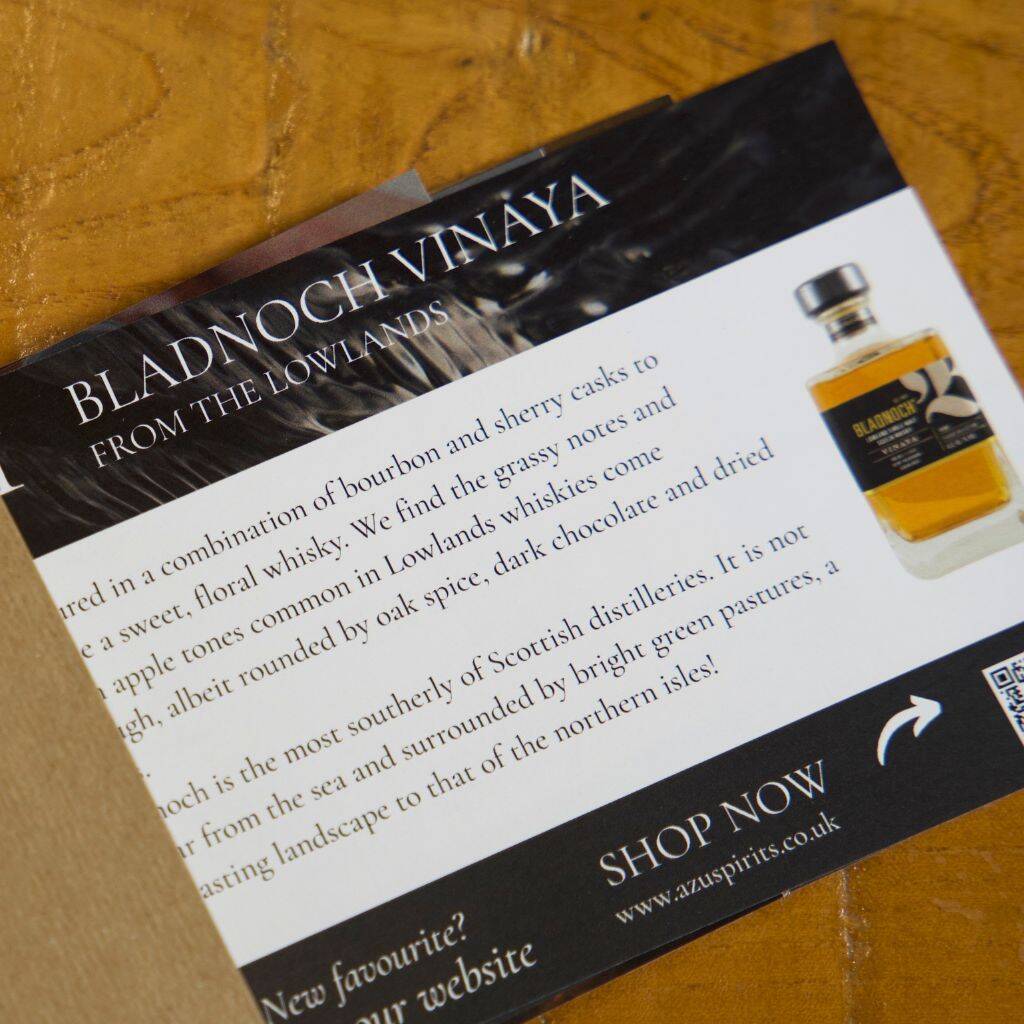 BLADNOCH VINAYA
FROM THE LOWLANDS
ured in a combination of bourbon and sherry casks to
e a sweet, floral whisky. We find the grassy notes and
apple tones common in Lowlands whiskies come
ugh, albeit rounded by oak spice, dark chocolate and dried
noch is the most southerly of Scottish distilleries. It is not
ar from the sea and surrounded by bright green pastures, a
asting landscape to that of the northern isles!
BLADNOCH
VINAYA
SHOP NOW
www.azuspirits.co.uk
New favourite?
our website